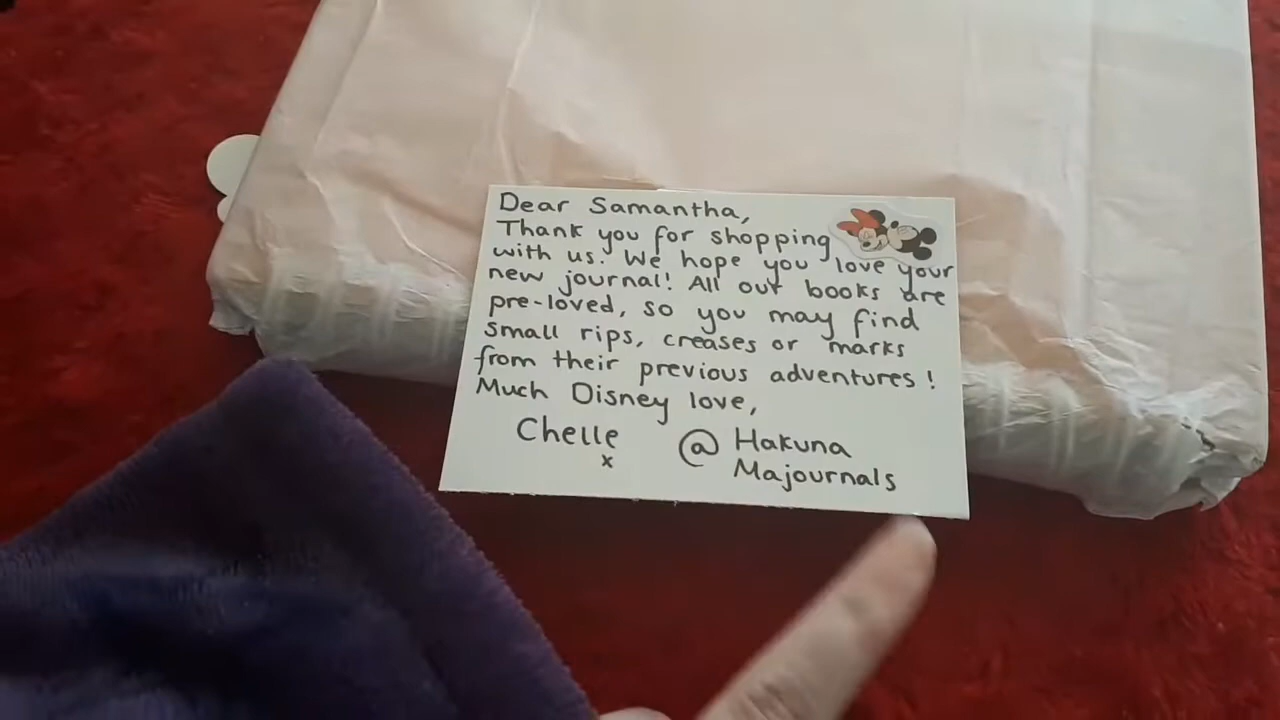 Dear Samantha,
Thank you for shopping
with us. We hope you love your
new journal! All our books are
pre-loved, so you may find
small rips, creases or marks
from their previous adventures!
Much Disney love,
Chelle @ Hakuna
x Majournals